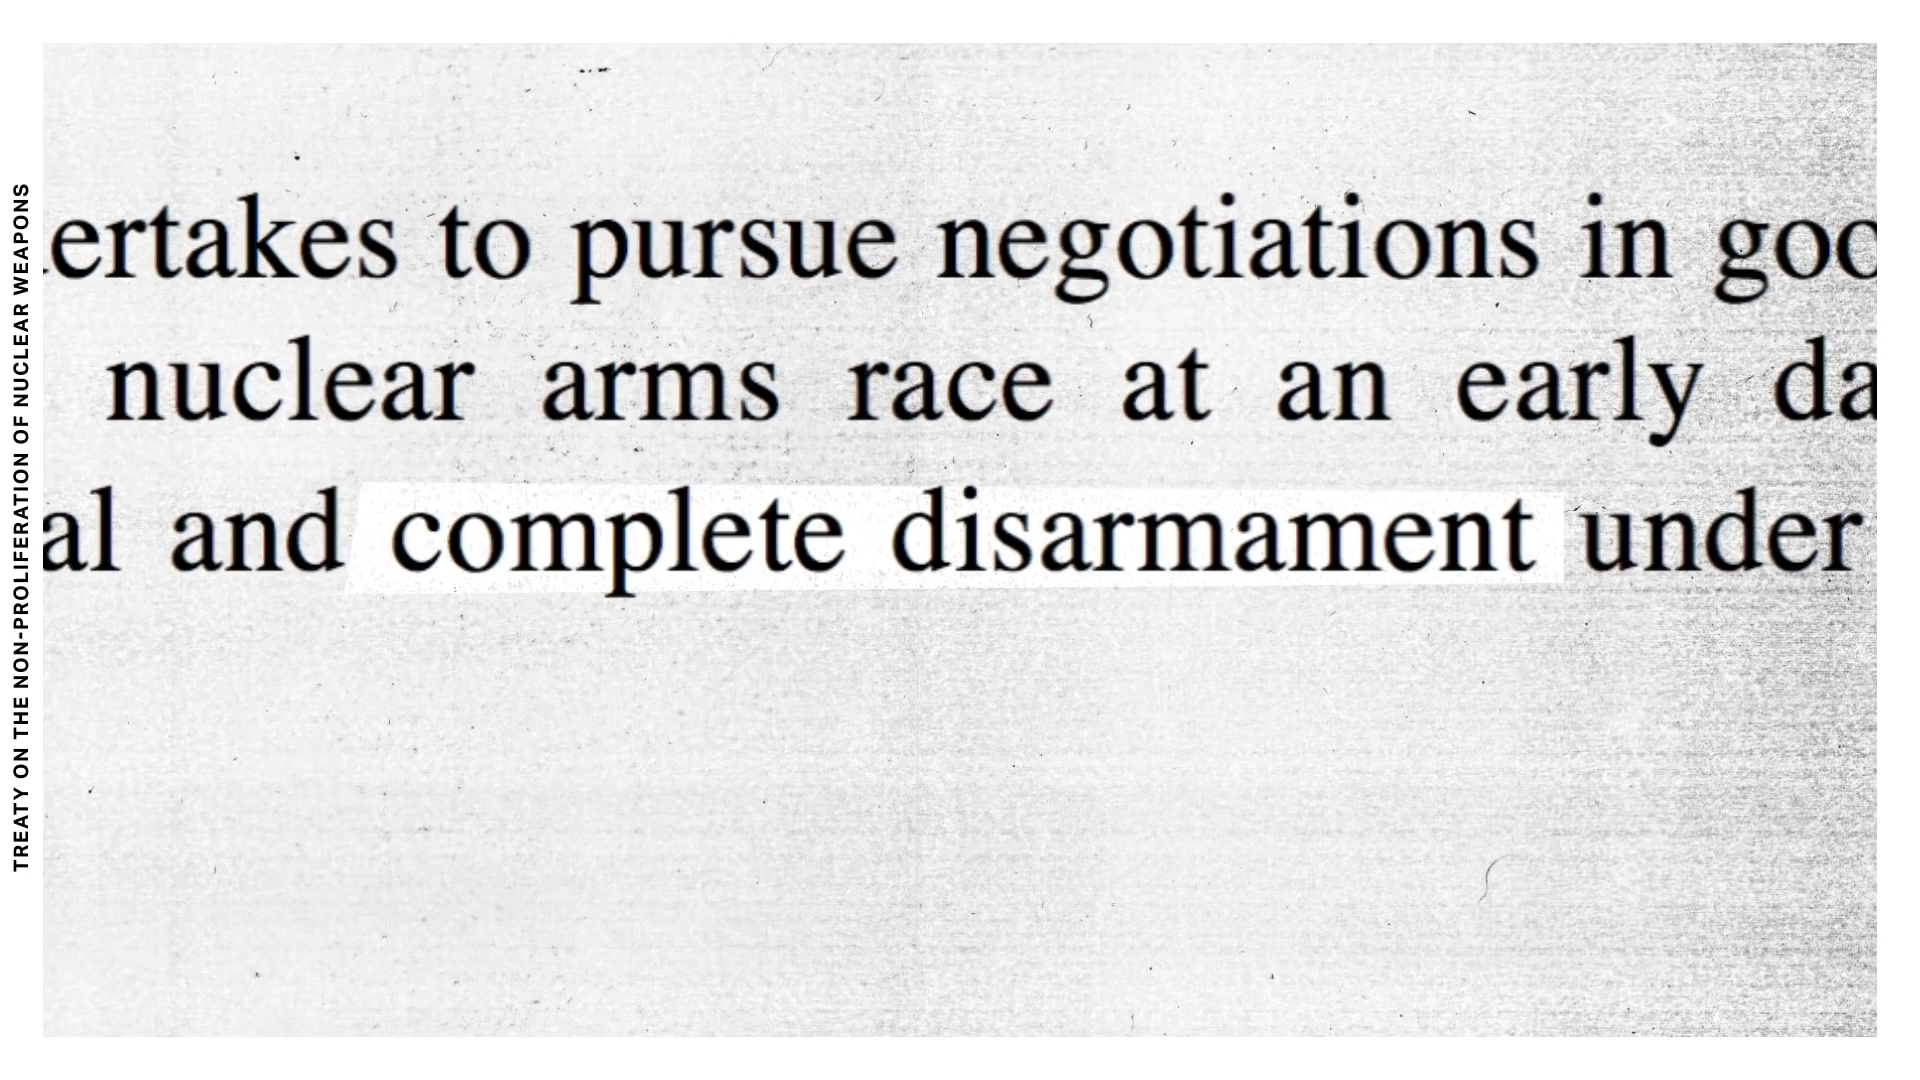 TREATY ON THE NON-PROLIFERATION OF NUCLEAR WEAPONS
ertakes to pursue negotiations in goo
nuclear arms race at an early da
al and complete disarmament under